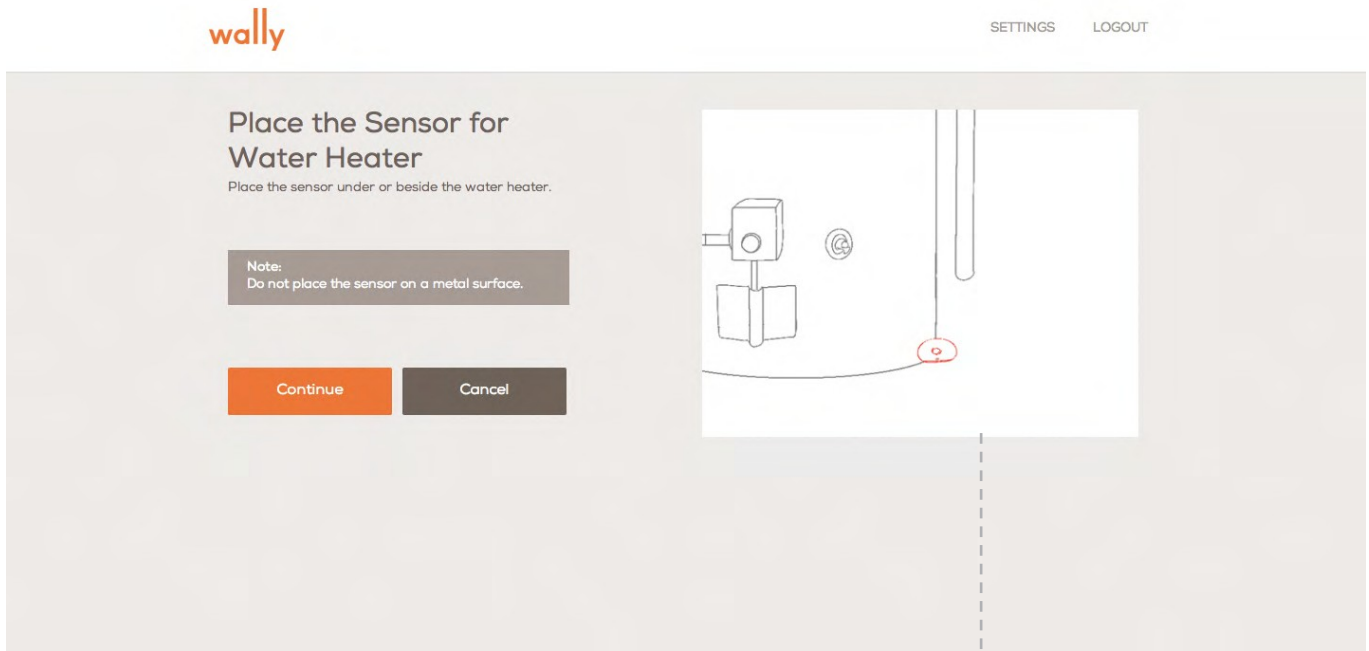 wally
SETTINGS LOGOUT
Place the Sensor for
Water Heater
Place the sensor under or beside the water heater.
Note:
Do not place the sensor on a metal surface.
Continue Cancel